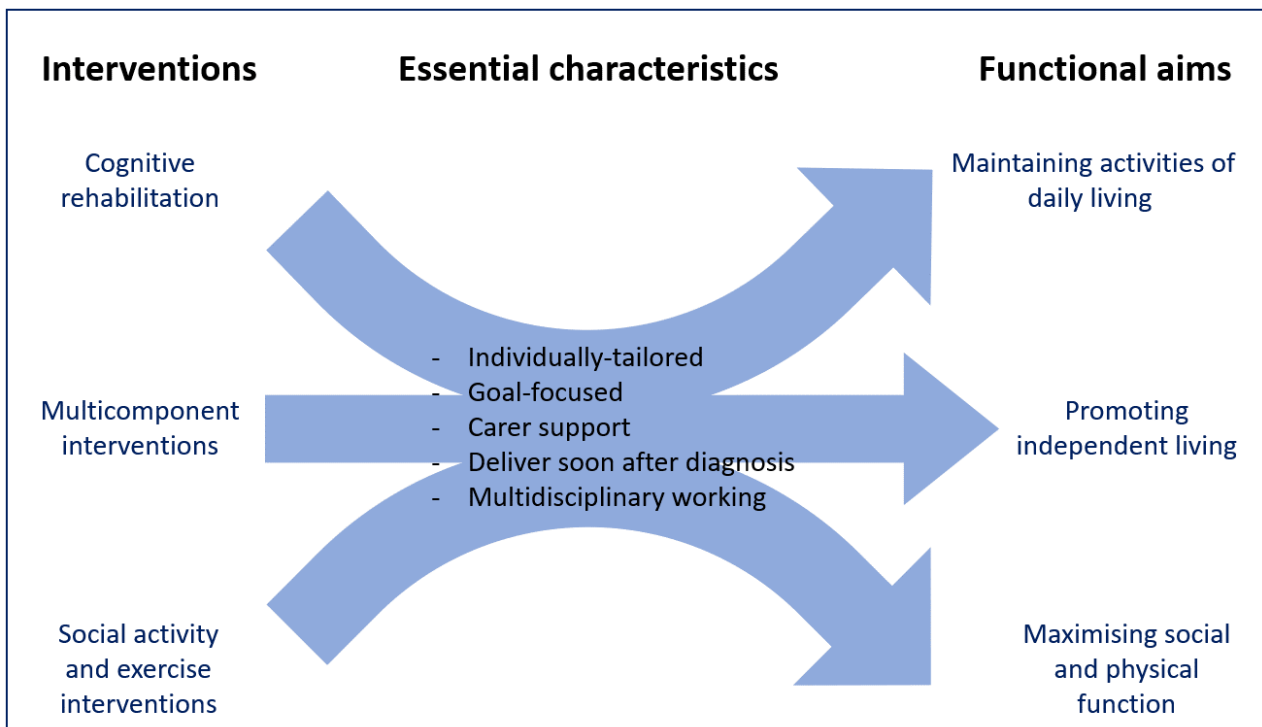 Interventions
Essential characteristics
Functional aims
Cognitive
rehabilitation
Maintaining activities of
daily living
- Individually-tailored
- Goal-focused
- Carer support
- Deliver soon after diagnosis
- Multidisciplinary working
Multicomponent
interventions
Promoting
independent living
Social activity
and exercise
interventions
Maximising social
and physical
function